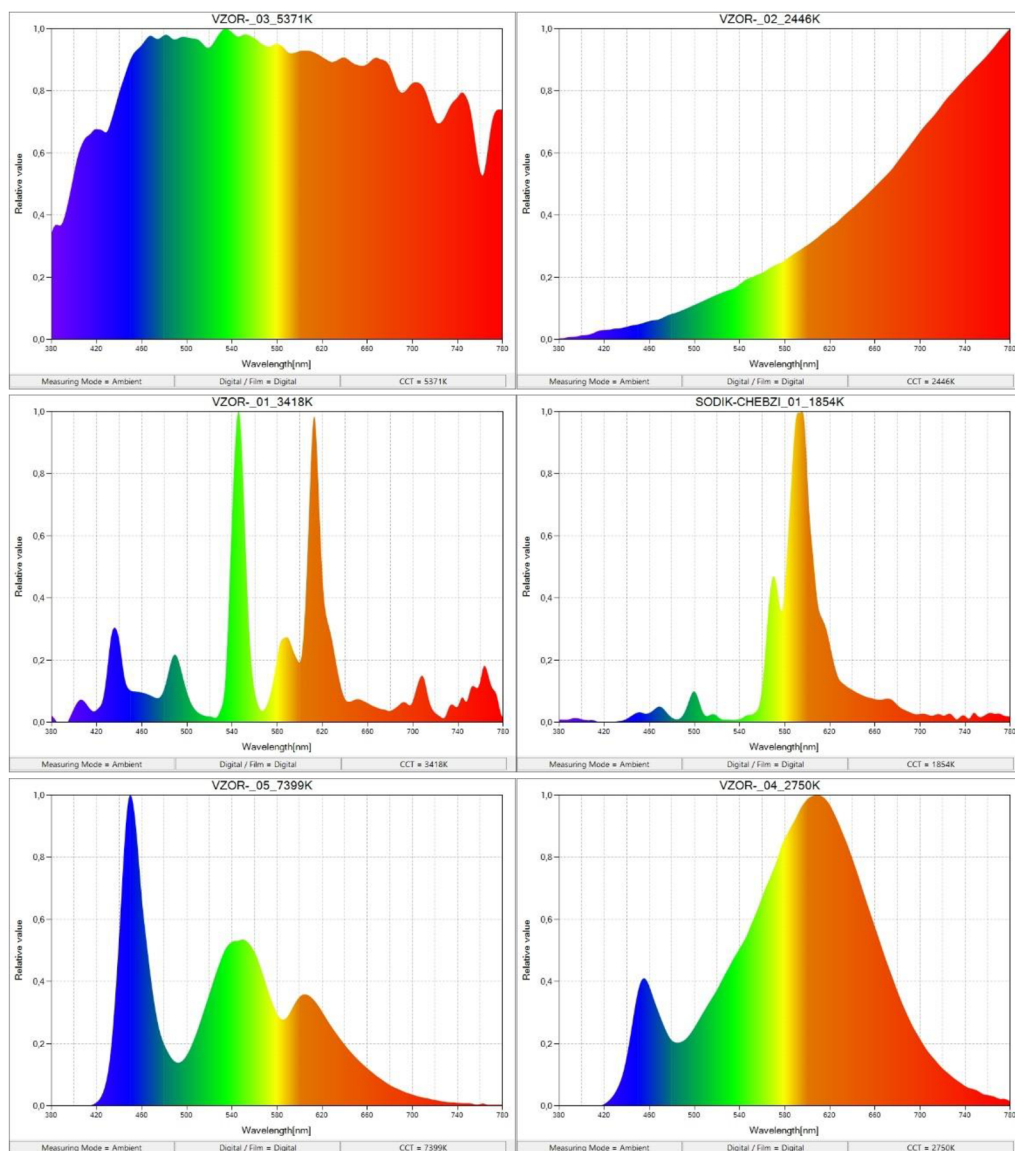 VZOR-_03_5371K
Relative value
1,0
0,8
0,6
0,4
0,2
0,0
380 420 460 500 540 580 620 660 700 740 780
Wavelength[nm]
Measuring Mode = Ambient Digital / Film = Digital CCT = 5371K
VZOR-_02_2446K
Relative value
1,0
0,8
0,6
0,4
0,2
0,0
380 420 460 500 540 580 620 660 700 740 780
Wavelength[nm]
Measuring Mode = Ambient Digital / Film = Digital CCT = 2446K
VZOR-_01_3418K
Relative value
1,0
0,8
0,6
0,4
0,2
0,0
380 420 460 500 540 580 620 660 700 740 780
Wavelength[nm]
Measuring Mode = Ambient Digital / Film = Digital CCT = 3418K
SODIK-CHEBZI_01_1854K
Relative value
1,0
0,8
0,6
0,4
0,2
0,0
380 420 460 500 540 580 620 660 700 740 780
Wavelength[nm]
Measuring Mode = Ambient Digital / Film = Digital CCT = 1854K
VZOR-_05_7399K
Relative value
1,0
0,8
0,6
0,4
0,2
0,0
380 420 460 500 540 580 620 660 700 740 780
Wavelength[nm]
Measuring Mode = Ambient Digital / Film = Digital CCT = 7399K
VZOR-_04_2750K
Relative value
1,0
0,8
0,6
0,4
0,2
0,0
380 420 460 500 540 580 620 660 700 740 780
Wavelength[nm]
Measuring Mode = Ambient Digital / Film = Digital CCT = 2750K